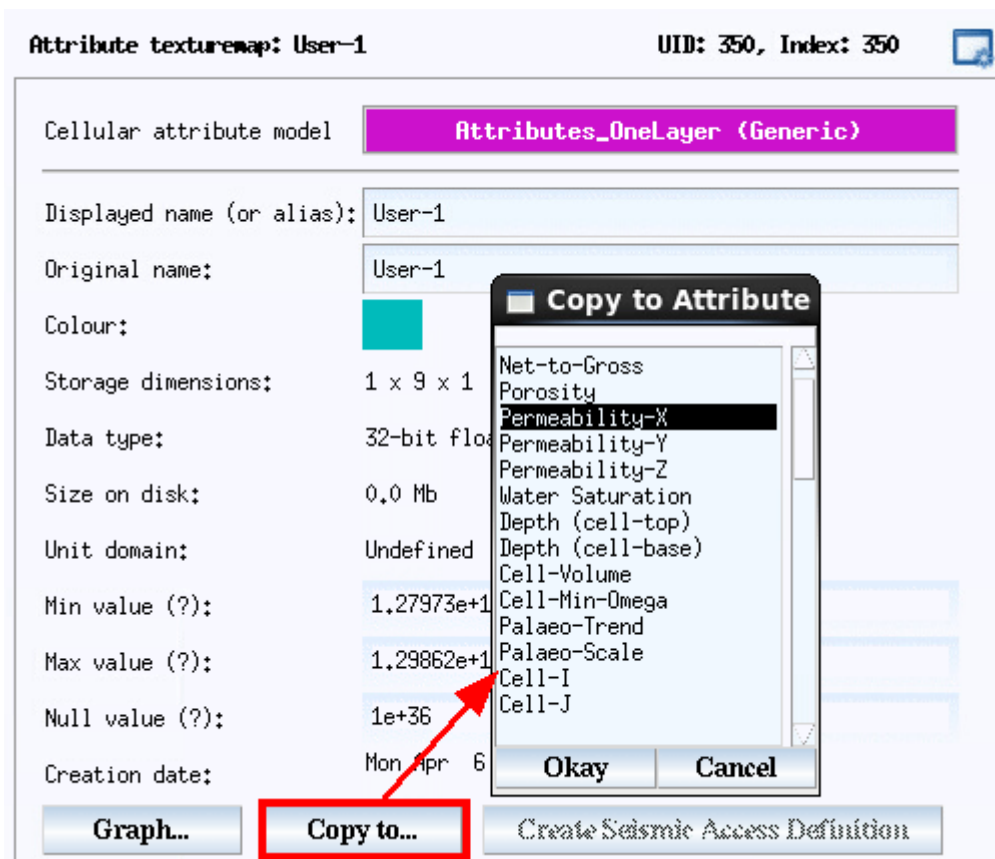 Attribute texturemap: User-1 UID: 350, Index: 350
Cellular attribute model Attributes_OneLayer (Generic)
Displayed name (or alias): User-1
Original name: User-1
Colour:
Storage dimensions: 1 x 9 x 1
Data type: 32-bit
Size on disk: 0.0 Mb
Unit domain: Undefined
Min value (?): 1.27973e+1
Max value (?): 1.29862e+1
Null value (?): 1e+36
Creation date: Mon Apr 6
Copy to Attribute
Net-to-Gross
Porosity
Permeability-X
Permeability-Y
Permeability-Z
Water Saturation
Depth (cell-top)
Depth (cell-base)
Cell-Volume
Cell-Min-Omega
Palaeo-Trend
Palaeo-Scale
Cell-I
Cell-J
Okay Cancel
Graph... Copy to... Create Seismic Access Definition